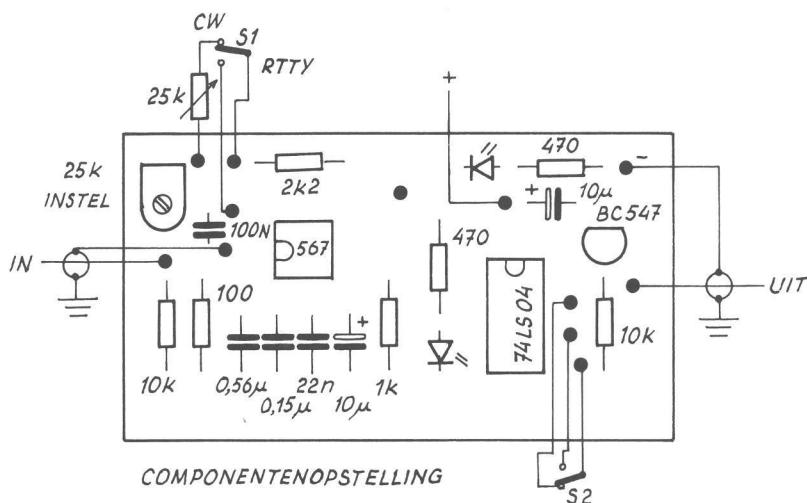 CW
S1
RTTY
25k
+
25k
INSTEL
2k2
470
-
+
10µ
BC547
100N
567
470
IN
UIT
74LS04
100
10k
+
10k
0,56µ
0,15µ
22n
10µ
1k
COMPONENTENOPSTELLING
S2